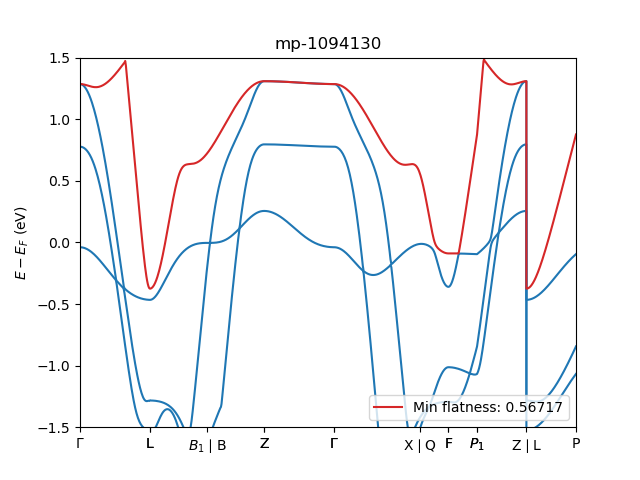 mp-1094130
1.5
1.0
0.5
0.0
−0.5
−1.0
−1.5
E − E_F (eV)
Min flatness: 0.56717
Γ L B₁ | B Z Γ X | Q F P₁ Z | L P